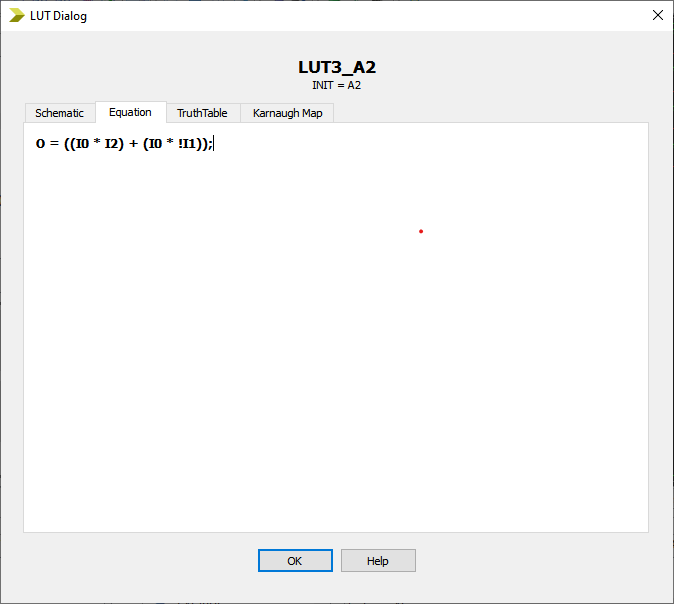 LUT Dialog
LUT3_A2
INIT = A2
Schematic Equation TruthTable Karnaugh Map
O = ((I0 * I2) + (I0 * !I1));
OK Help